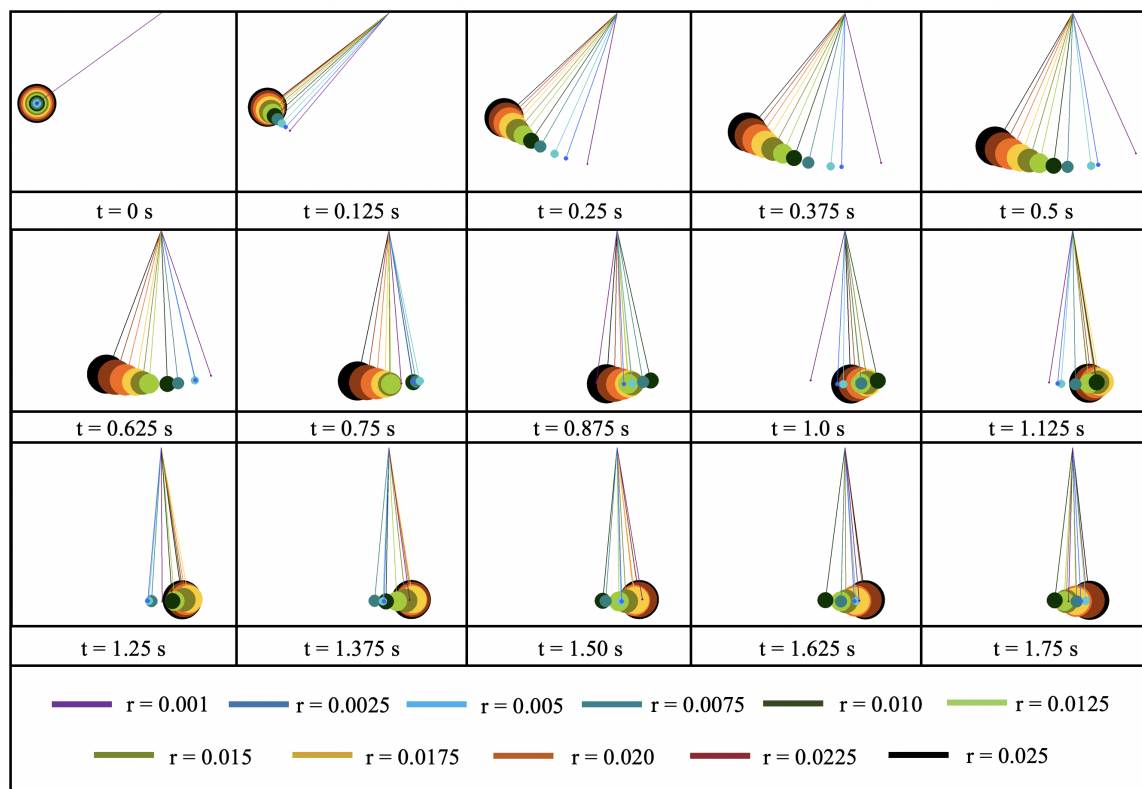 t = 0 s t = 0.125 s t = 0.25 s t = 0.375 s t = 0.5 s
t = 0.625 s t = 0.75 s t = 0.875 s t = 1.0 s t = 1.125 s
t = 1.25 s t = 1.375 s t = 1.50 s t = 1.625 s t = 1.75 s
r = 0.001 r = 0.0025 r = 0.005 r = 0.0075 r = 0.010 r = 0.0125
r = 0.015 r = 0.0175 r = 0.020 r = 0.0225 r = 0.025